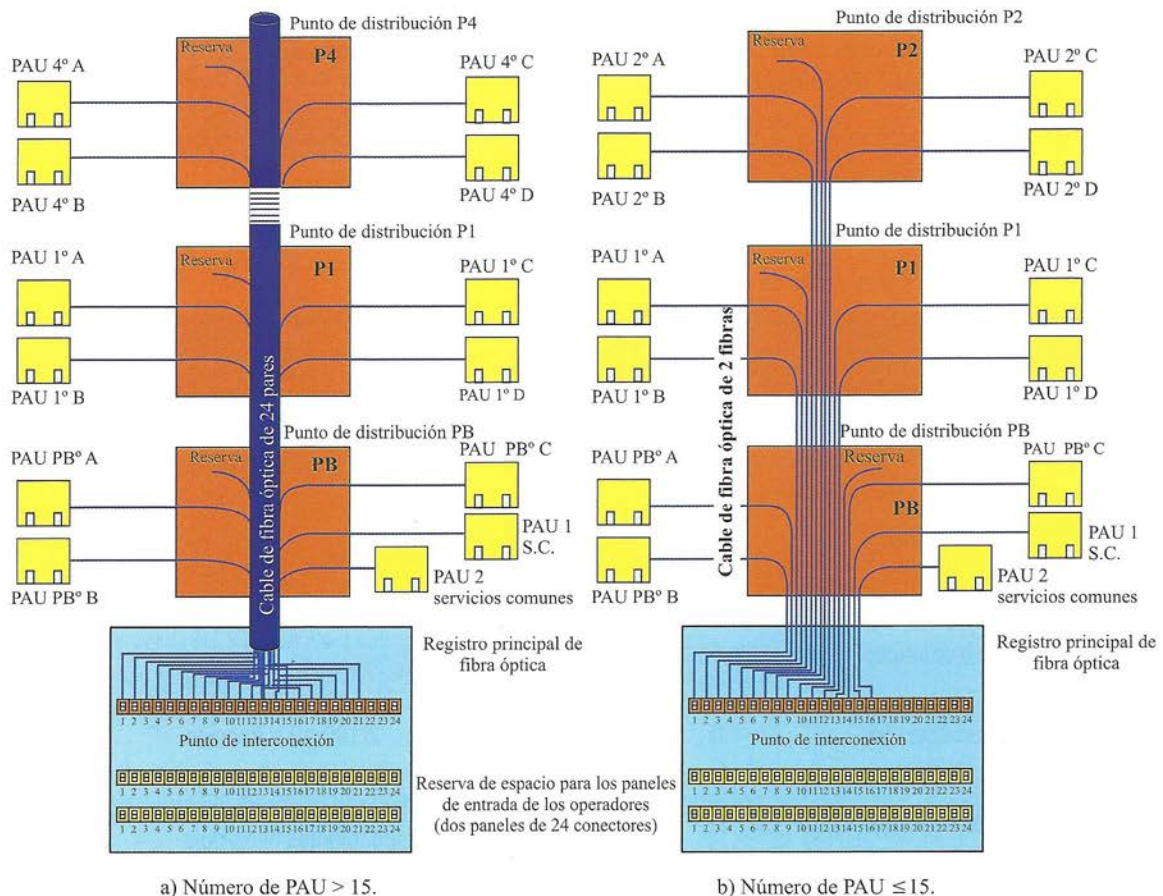 Punto de distribución P4
Reserva
P4
PAU 4º A
PAU 4º C
PAU 4º B
PAU 4º D
Punto de distribución P1
PAU 1º A
Reserva
P1
PAU 1º C
PAU 1º B
PAU 1º D
Cable de fibra óptica de 24 pares
Punto de distribución PB
PAU PBº A
Reserva
PB
PAU PBº C
PAU 1
S.C.
PAU PBº B
PAU 2
servicios comunes
Registro principal de
fibra óptica
1 2 3 4 5 6 7 8 9 10 11 12 13 14 15 16 17 18 19 20 21 22 23 24
Punto de interconexión
1 2 3 4 5 6 7 8 9 10 11 12 13 14 15 16 17 18 19 20 21 22 23 24
1 2 3 4 5 6 7 8 9 10 11 12 13 14 15 16 17 18 19 20 21 22 23 24
Reserva de espacio para los paneles
de entrada de los operadores
(dos paneles de 24 conectores)
a) Número de PAU > 15.
Punto de distribución P2
Reserva
P2
PAU 2º A
PAU 2º C
PAU 2º B
PAU 2º D
Punto de distribución P1
PAU 1º A
Reserva
P1
PAU 1º C
PAU 1º B
PAU 1º D
Cable de fibra óptica de 2 fibras
Punto de distribución PB
PAU PBº A
Reserva
PB
PAU PBº C
PAU 1
S.C.
PAU PBº B
PAU 2
servicios comunes
Registro principal de
fibra óptica
1 2 3 4 5 6 7 8 9 10 11 12 13 14 15 16 17 18 19 20 21 22 23 24
Punto de interconexión
1 2 3 4 5 6 7 8 9 10 11 12 13 14 15 16 17 18 19 20 21 22 23 24
1 2 3 4 5 6 7 8 9 10 11 12 13 14 15 16 17 18 19 20 21 22 23 24
b) Número de PAU ≤ 15.